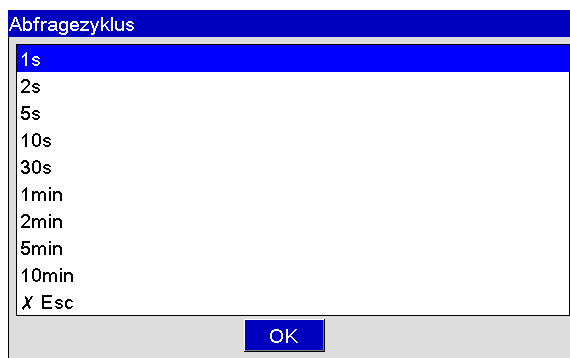 Abfragezyklus
1s
2s
5s
10s
30s
1min
2min
5min
10min
✗ Esc
OK